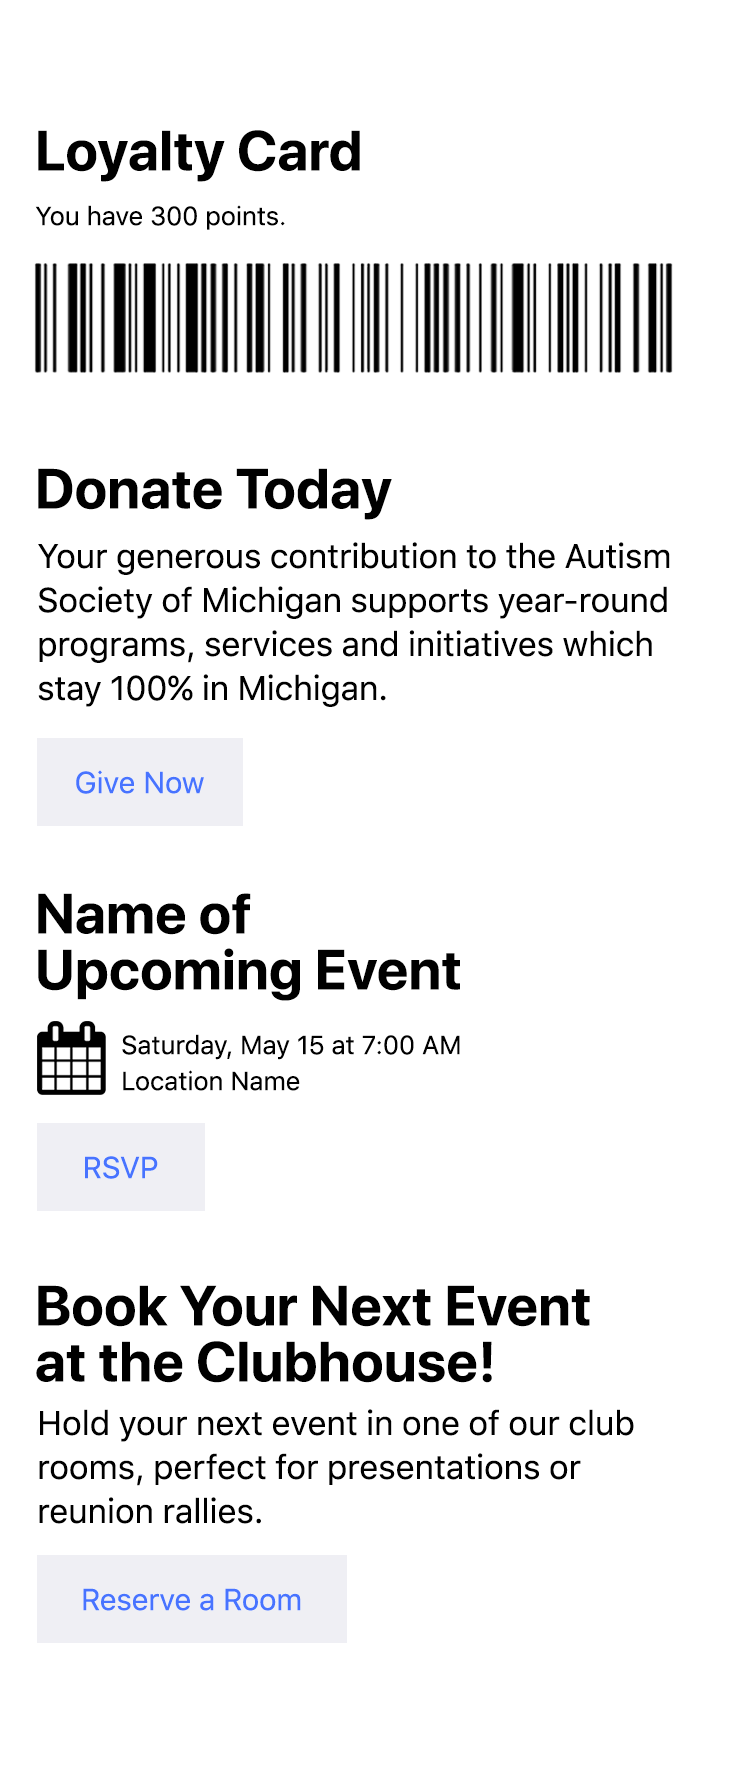 Loyalty Card
You have 300 points.
Donate Today
Your generous contribution to the Autism
Society of Michigan supports year-round
programs, services and initiatives which
stay 100% in Michigan.
Give Now
Name of
Upcoming Event
Saturday, May 15 at 7:00 AM
Location Name
RSVP
Book Your Next Event
at the Clubhouse!
Hold your next event in one of our club
rooms, perfect for presentations or
reunion rallies.
Reserve a Room